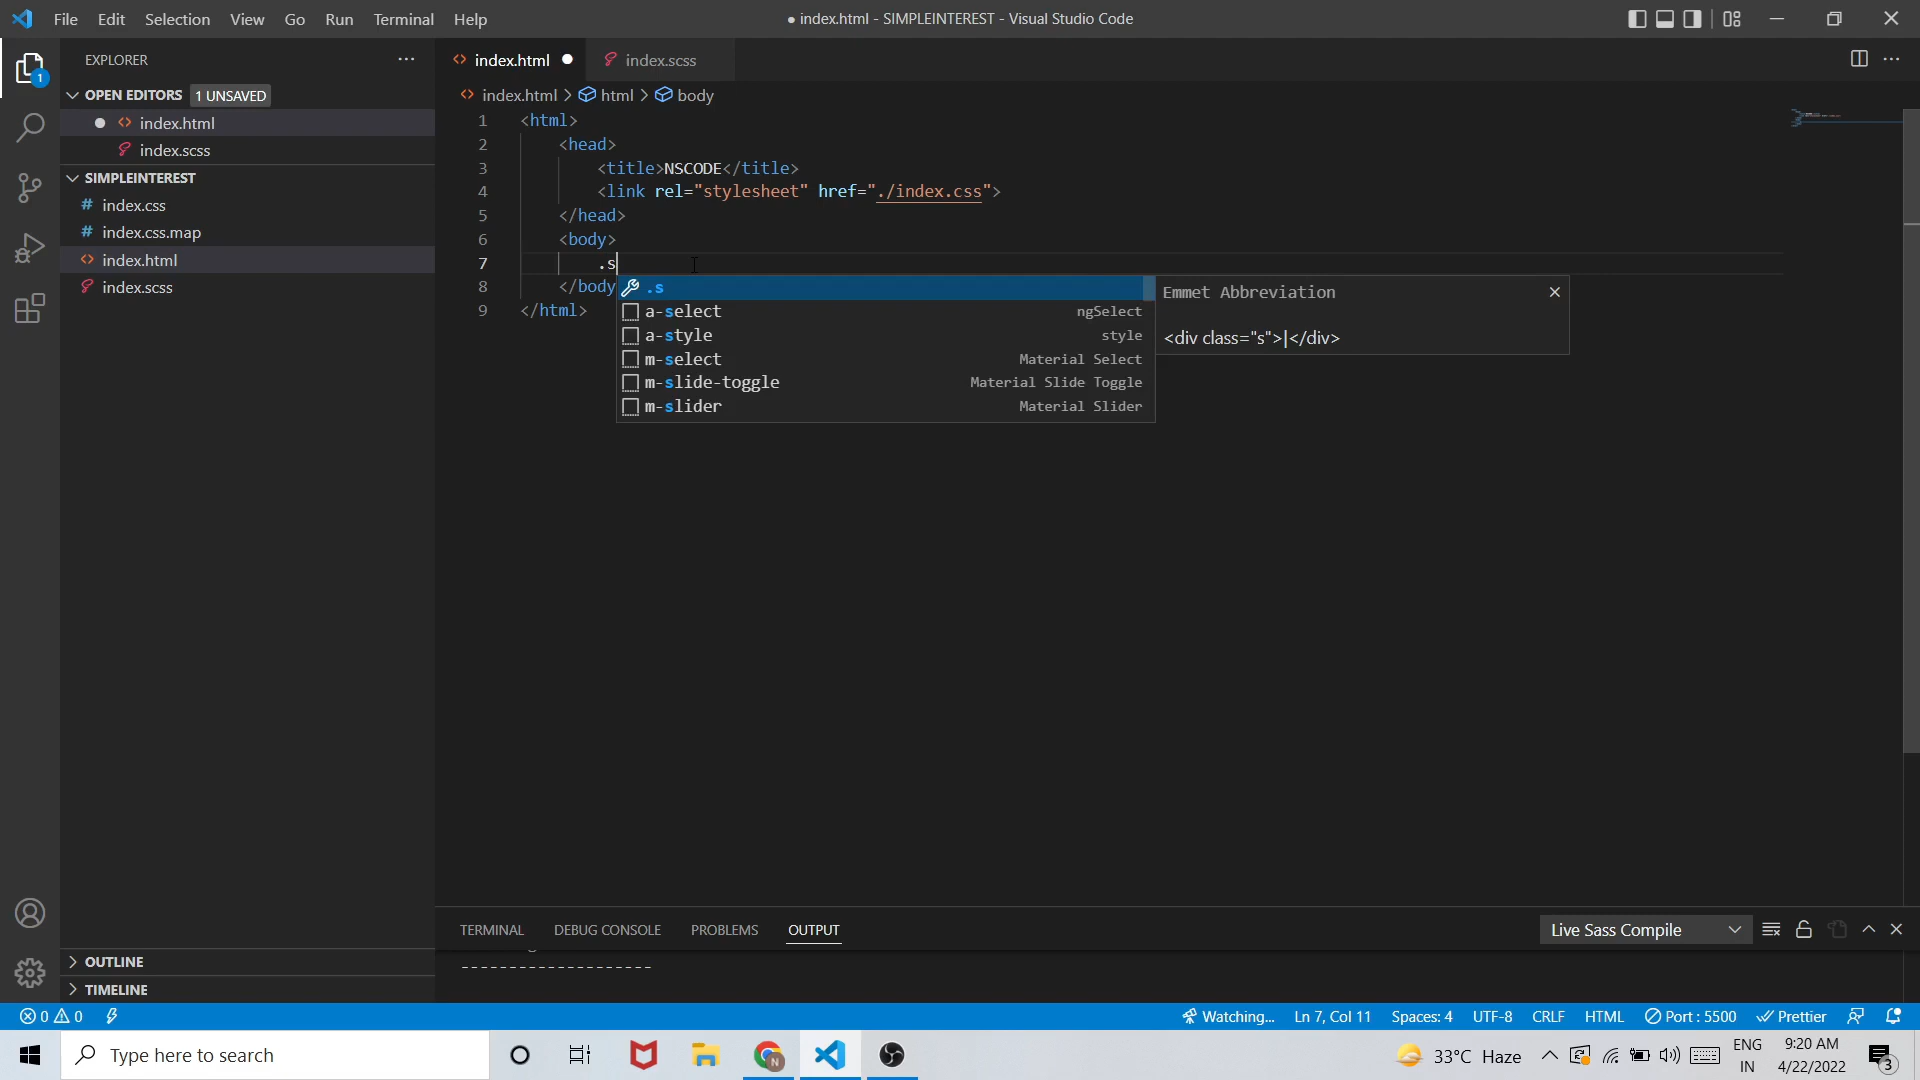 File Edit Selection View Go Run Terminal Help
● index.html - SIMPLEINTEREST - Visual Studio Code
1
EXPLORER
OPEN EDITORS 1 UNSAVED
index.html
index.scss
SIMPLEINTEREST
index.css
index.css.map
index.html
index.scss
OUTLINE
TIMELINE
index.html
index.scss
index.html > html > body
1 <html>
2 <head>
3 <title>NSCODE</title>
4 <link rel="stylesheet" href="./index.css">
5 </head>
6 <body>
7 .s
8 </body
9 </html>
.s
a-select ngSelect
a-style style
m-select Material Select
m-slide-toggle Material Slide Toggle
m-slider Material Slider
Emmet Abbreviation
<div class="s">|</div>
TERMINAL DEBUG CONSOLE PROBLEMS OUTPUT
Live Sass Compile
--------------------
0 0
Watching... Ln 7, Col 11 Spaces: 4 UTF-8 CRLF HTML Port : 5500 Prettier
Type here to search
N
33°C Haze
ENG
IN
9:20 AM
4/22/2022
3